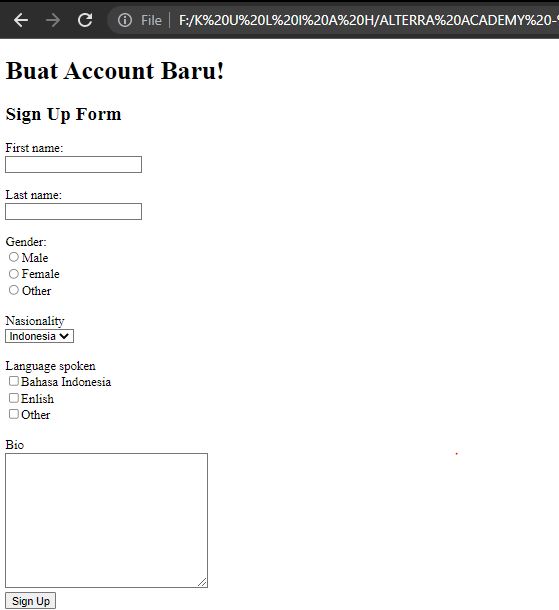 File F:/K%20U%20L%20I%20A%20H/ALTERRA%20ACADEMY%20-%
Buat Account Baru!
Sign Up Form
First name:
Last name:
Gender:
Male
Female
Other
Nasionality
Indonesia
Language spoken
Bahasa Indonesia
Enlish
Other
Bio
Sign Up